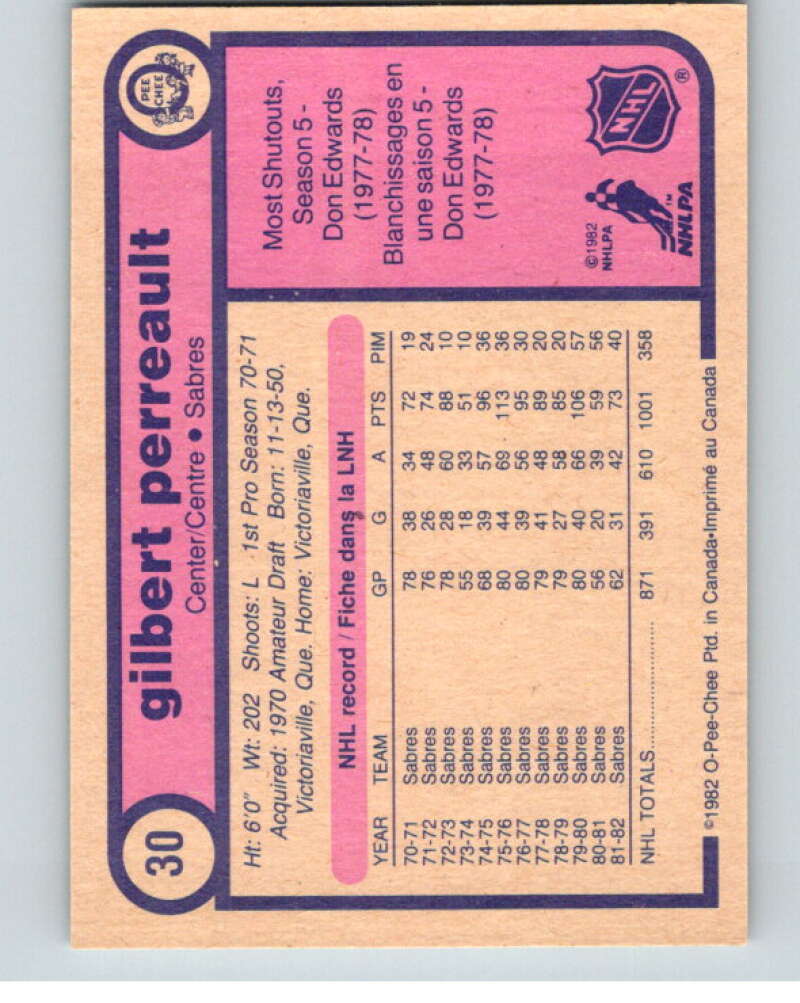 30
gilbert perreault
Center/Centre • Sabres
O
PEE
CHEE
Ht: 6'0" Wt: 202 Shoots: L 1st Pro Season 70-71
Acquired: 1970 Amateur Draft Born: 11-13-50,
Victoriaville, Que. Home: Victoriaville, Que.
NHL record / Fiche dans la LNH
YEAR TEAM GP G A PTS PIM
70-71 Sabres 78 38 34 72 19
71-72 Sabres 76 26 48 74 24
72-73 Sabres 78 28 60 88 10
73-74 Sabres 55 18 33 51 10
74-75 Sabres 68 39 57 96 36
75-76 Sabres 80 44 69 113 36
76-77 Sabres 80 39 56 95 30
77-78 Sabres 79 41 48 89 20
78-79 Sabres 79 27 58 85 20
79-80 Sabres 80 40 66 106 57
80-81 Sabres 56 20 39 59 56
81-82 Sabres 62 31 42 73 40
NHL TOTALS.................... 871 391 610 1001 358
©1982 O-Pee-Chee Ptd. in Canada•Imprimé au Canada
Most Shutouts,
Season 5 -
Don Edwards
(1977-78)
Blanchissages en
une saison 5 -
Don Edwards
(1977-78)
©1982
NHLPA
™
NHLPA
NHL
®